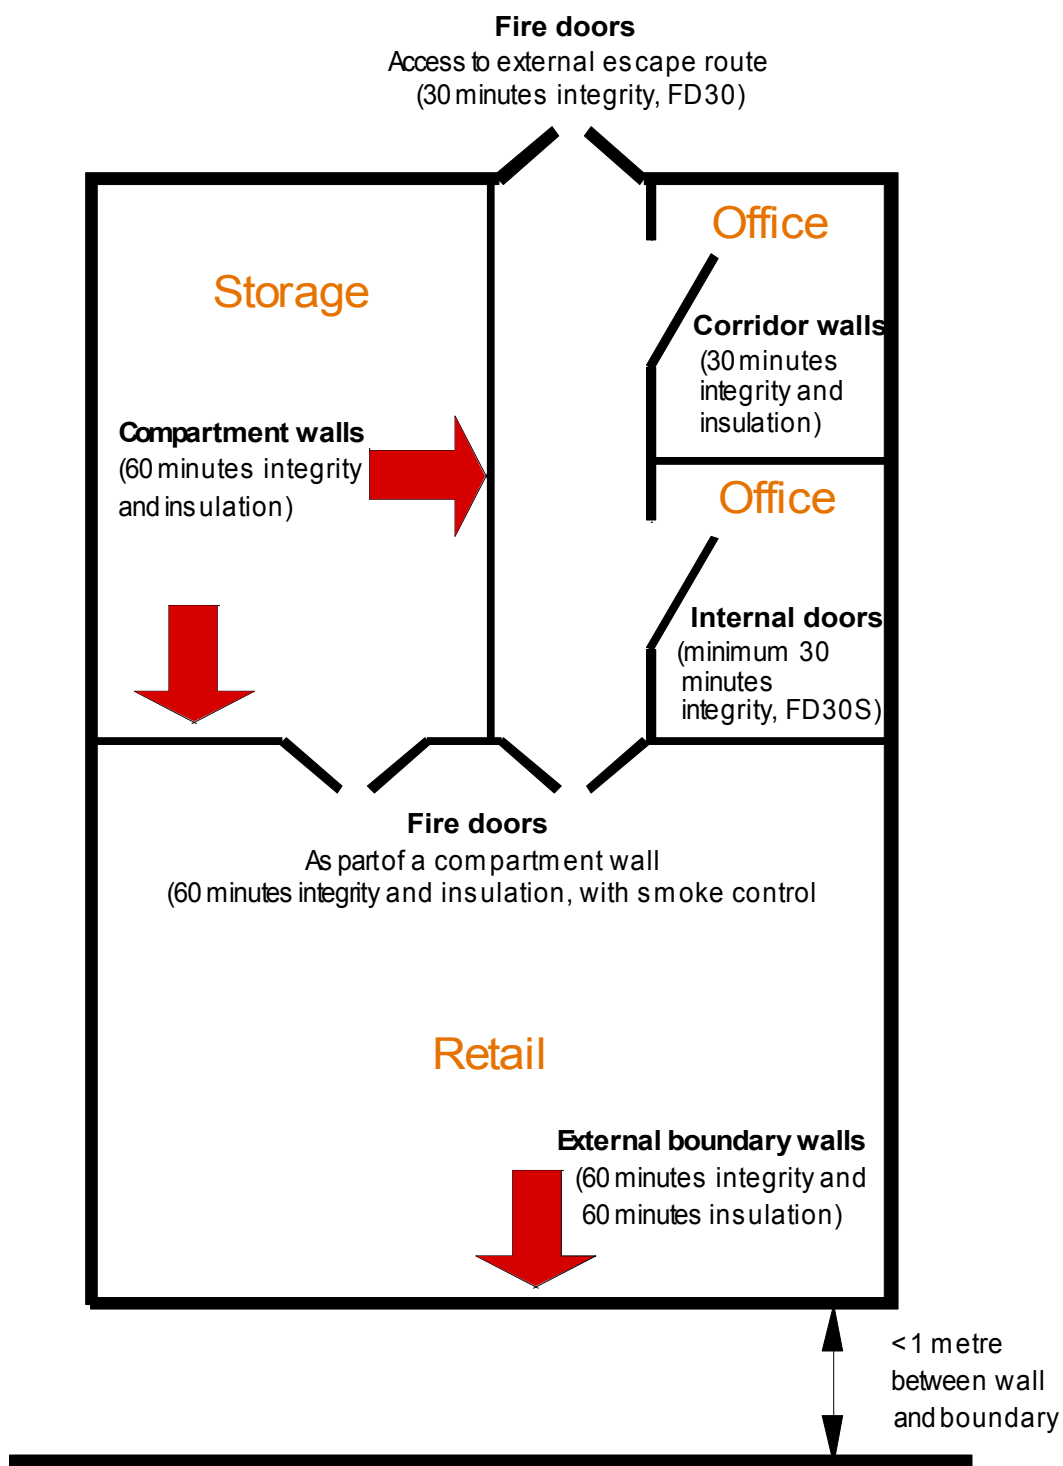 Fire doors
Access to external escape route
(30 minutes integrity, FD30)
Office
Storage
Corridor walls
(30 minutes
integrity and
insulation)
Compartment walls
(60 minutes integrity
and insulation)
Office
Internal doors
(minimum 30
minutes
integrity, FD30S)
Fire doors
As part of a compartment wall
(60 minutes integrity and insulation, with smoke control
Retail
External boundary walls
(60 minutes integrity and
60 minutes insulation)
<1 metre
between wall
and boundary